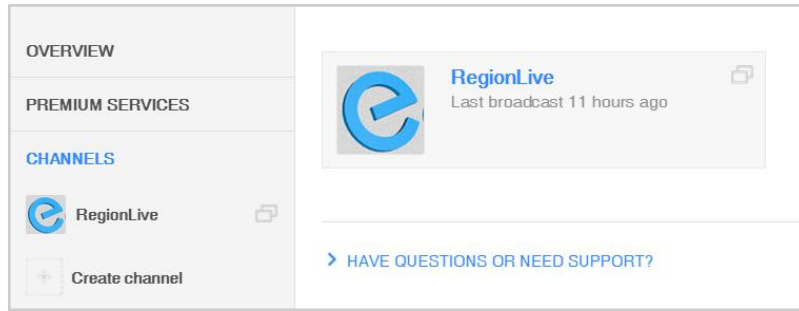 OVERVIEW
PREMIUM SERVICES
CHANNELS
RegionLive
Create channel
RegionLive
Last broadcast 11 hours ago
HAVE QUESTIONS OR NEED SUPPORT?